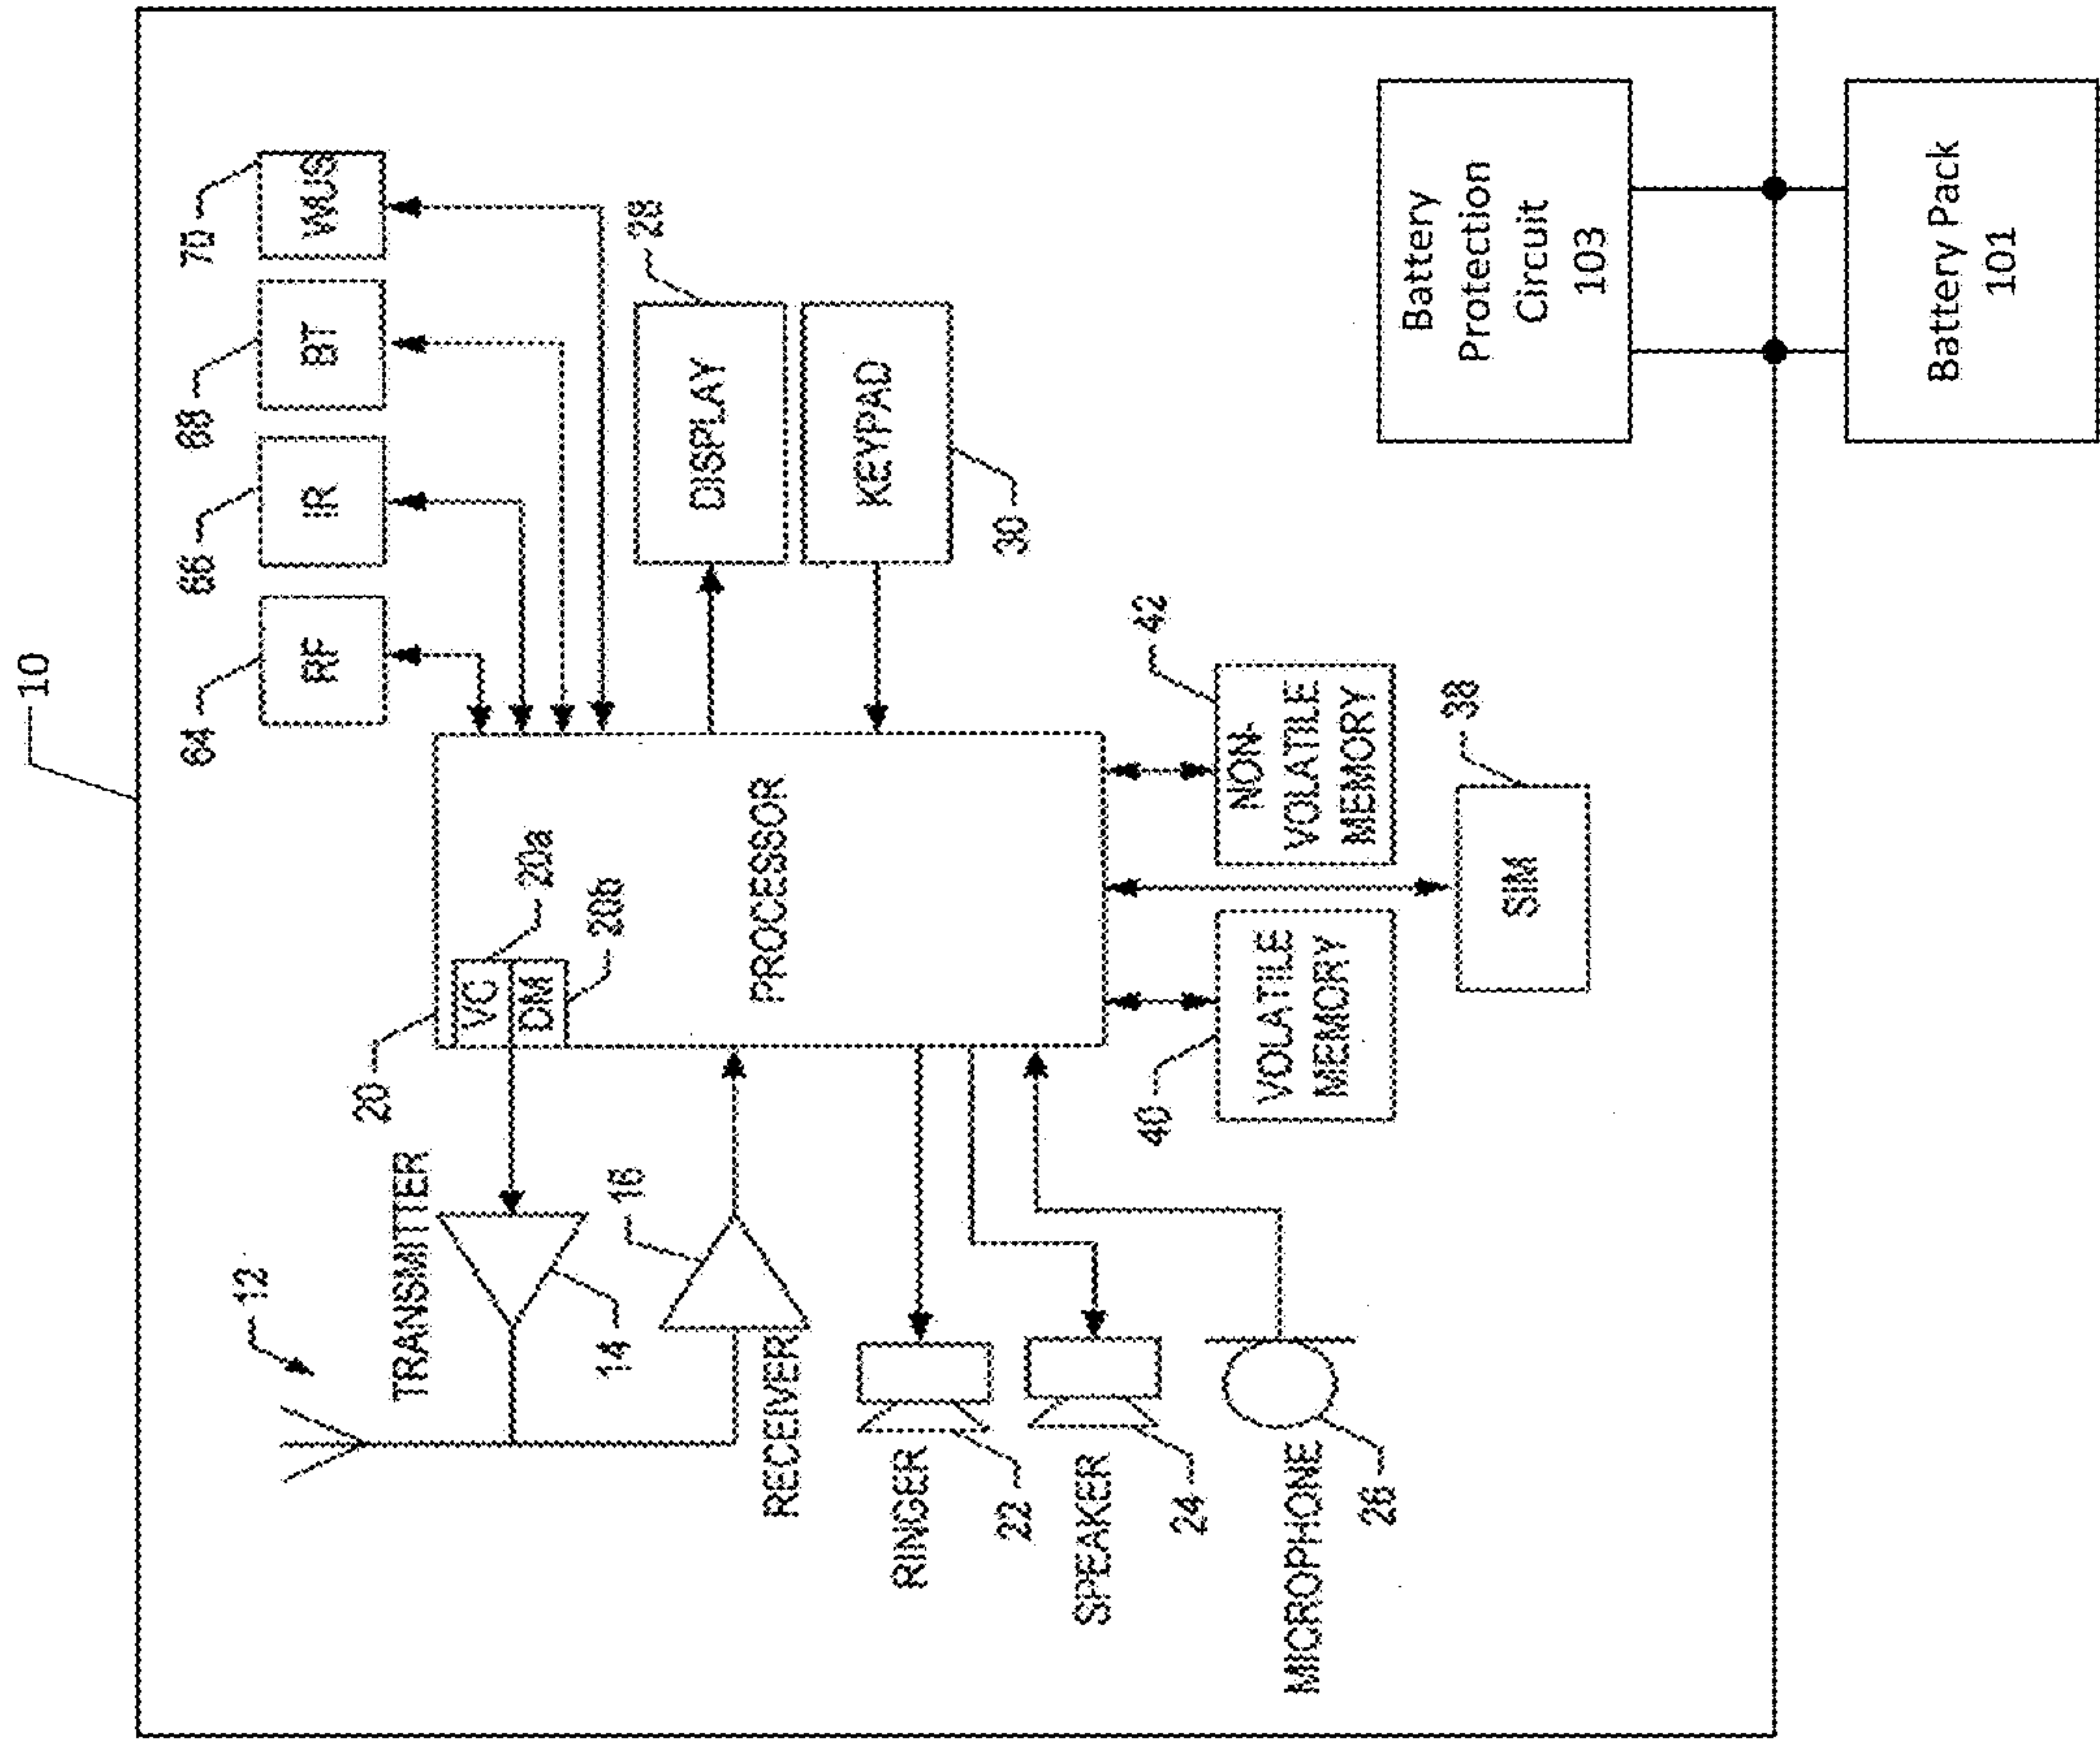 10
12
TRANSMITTER
14
16
RECEIVER
20
VC
DM
20a
20b
PROCESSOR
64
RF
66
IR
68
BT
70
WUS
28
DISPLAY
KEYPAD
30
RINGER
22
SPEAKER
24
MICROPHONE
26
40
VOLATILE
MEMORY
42
NON-
VOLATILE
MEMORY
38
SIM
Battery
Protection
Circuit
103
Battery Pack
101